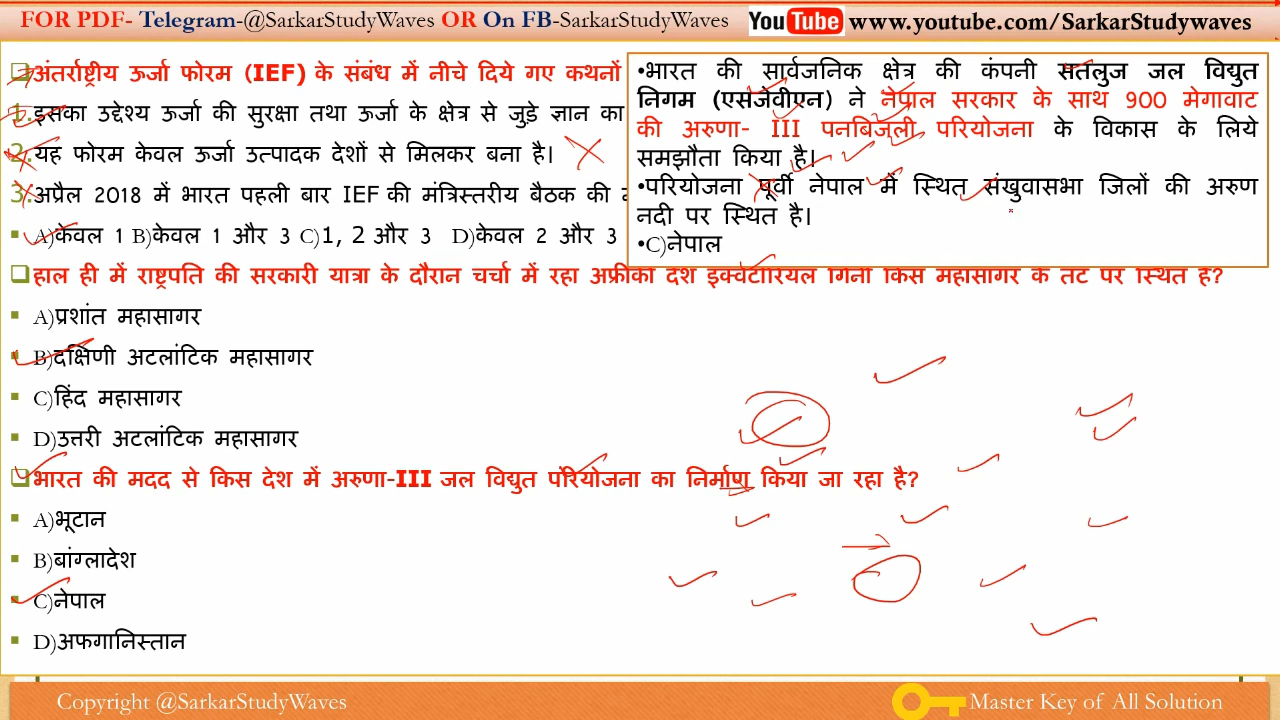 FOR PDF- Telegram-@SarkarStudyWaves OR On FB-SarkarStudyWaves YouTube www.youtube.com/SarkarStudywaves
अंतर्राष्ट्रीय ऊर्जा फोरम (IEF) के संबंध में नीचे दिये गए कथनों
1. इसका उद्देश्य ऊर्जा की सुरक्षा तथा ऊर्जा के क्षेत्र से जुड़े ज्ञान का
2. यह फोरम केवल ऊर्जा उत्पादक देशों से मिलकर बना है।
3. अप्रैल 2018 में भारत पहली बार IEF की मंत्रिस्तरीय बैठक की
A)केवल 1 B)केवल 1 और 3 C)1, 2 और 3 D)केवल 2 और 3
•भारत की सार्वजनिक क्षेत्र की कंपनी सतलुज जल विद्युत
निगम (एसजेवीएन) ने नेपाल सरकार के साथ 900 मेगावाट
की अरुणा- III पनबिजली परियोजना के विकास के लिये
समझौता किया है।
•परियोजना पूर्वी नेपाल में स्थित संखुवासभा जिलों की अरुण
नदी पर स्थित है।
•C)नेपाल
हाल ही में राष्ट्रपति की सरकारी यात्रा के दौरान चर्चा में रहा अफ्रीकी देश इक्वेटोरियल गिनी किस महासागर के तट पर स्थित है?
A)प्रशांत महासागर
B)दक्षिणी अटलांटिक महासागर
C)हिंद महासागर
D)उत्तरी अटलांटिक महासागर
भारत की मदद से किस देश में अरुणा-III जल विद्युत परियोजना का निर्माण किया जा रहा है?
A)भूटान
B)बांग्लादेश
C)नेपाल
D)अफगानिस्तान
Copyright @SarkarStudyWaves
Master Key of All Solution